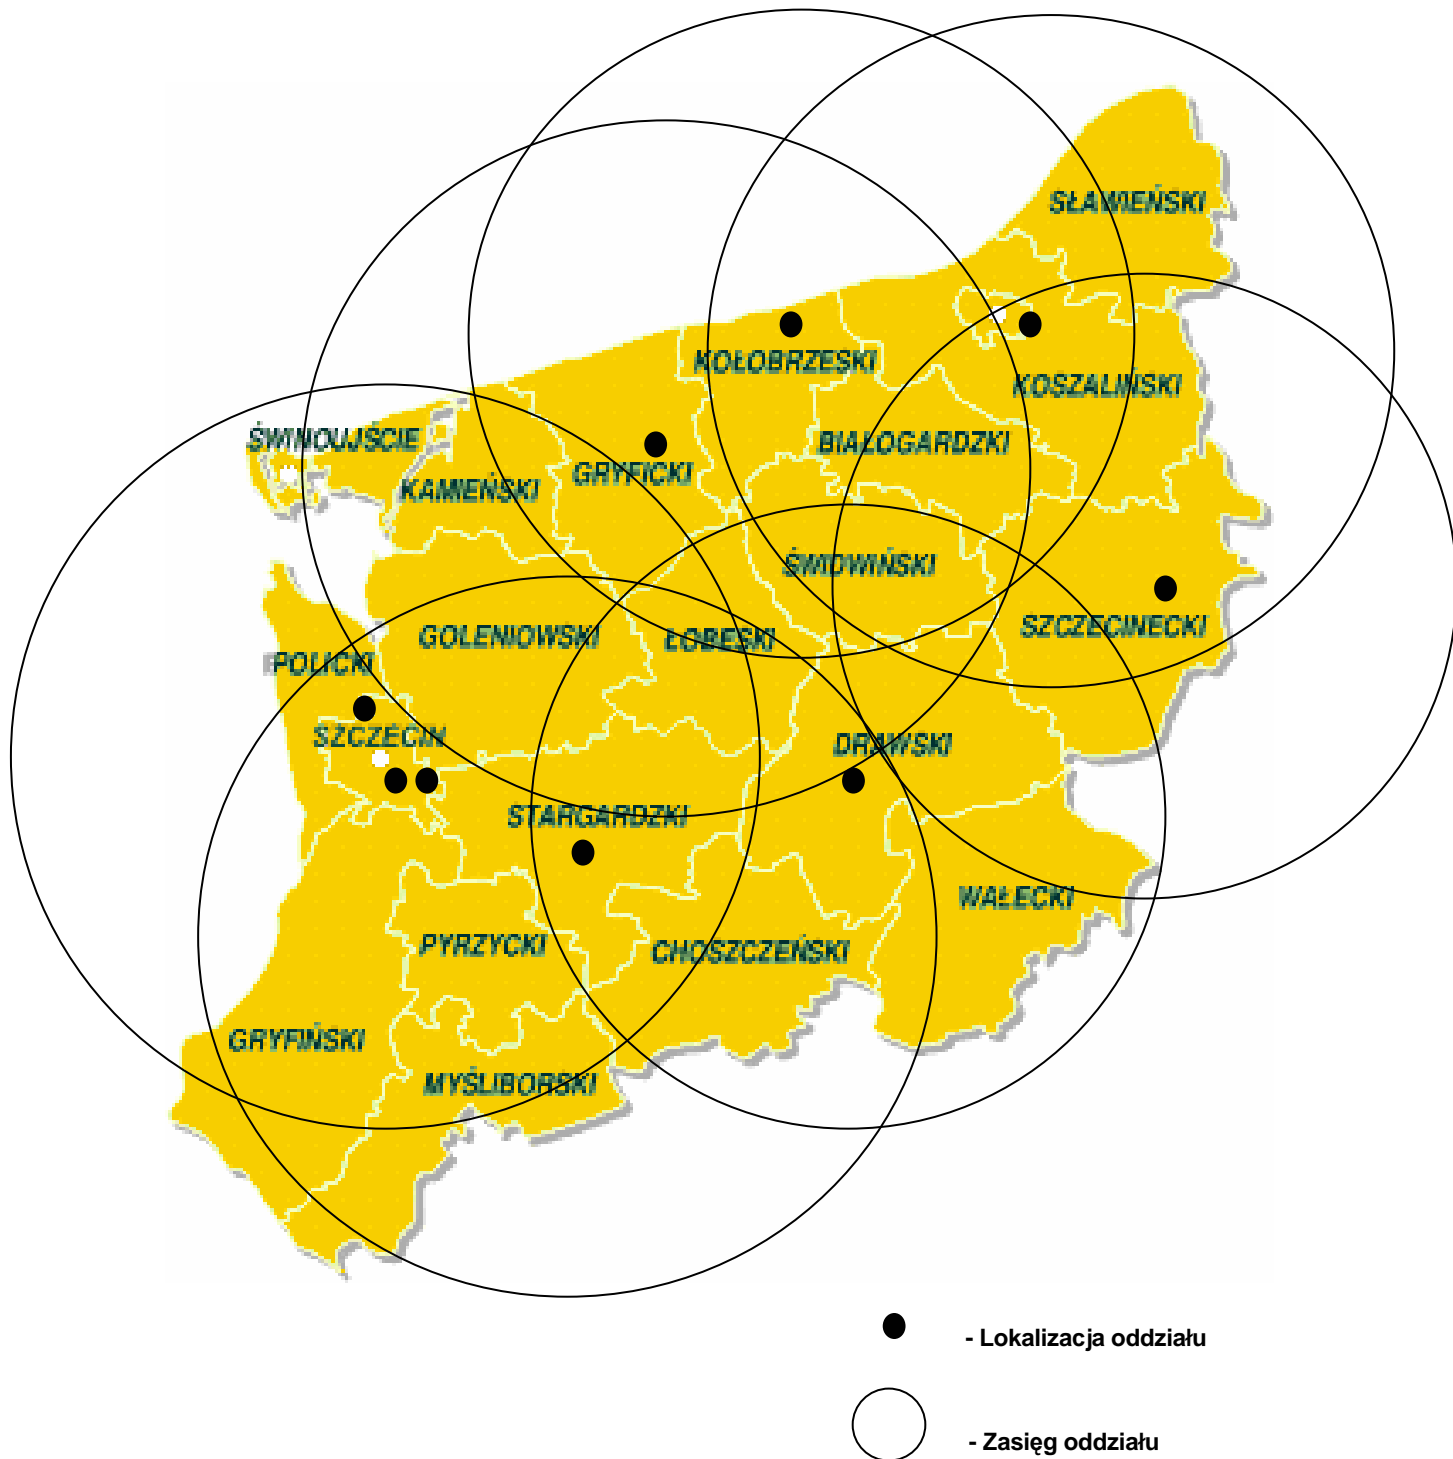 SŁAWIEŃSKI
KOŁOBRZESKI
KOSZALIŃSKI
ŚWINOUJŚCIE
BIAŁOGARDZKI
GRYFICKI
KAMIEŃSKI
ŚWIDWIŃSKI
SZCZECINECKI
GOLENIOWSKI
ŁOBESKI
POLICKI
SZCZECIN
DRAWSKI
STARGARDZKI
WAŁECKI
PYRZYCKI
CHOSZCZEŃSKI
GRYFIŃSKI
MYŚLIBORSKI
- Lokalizacja oddziału
- Zasięg oddziału